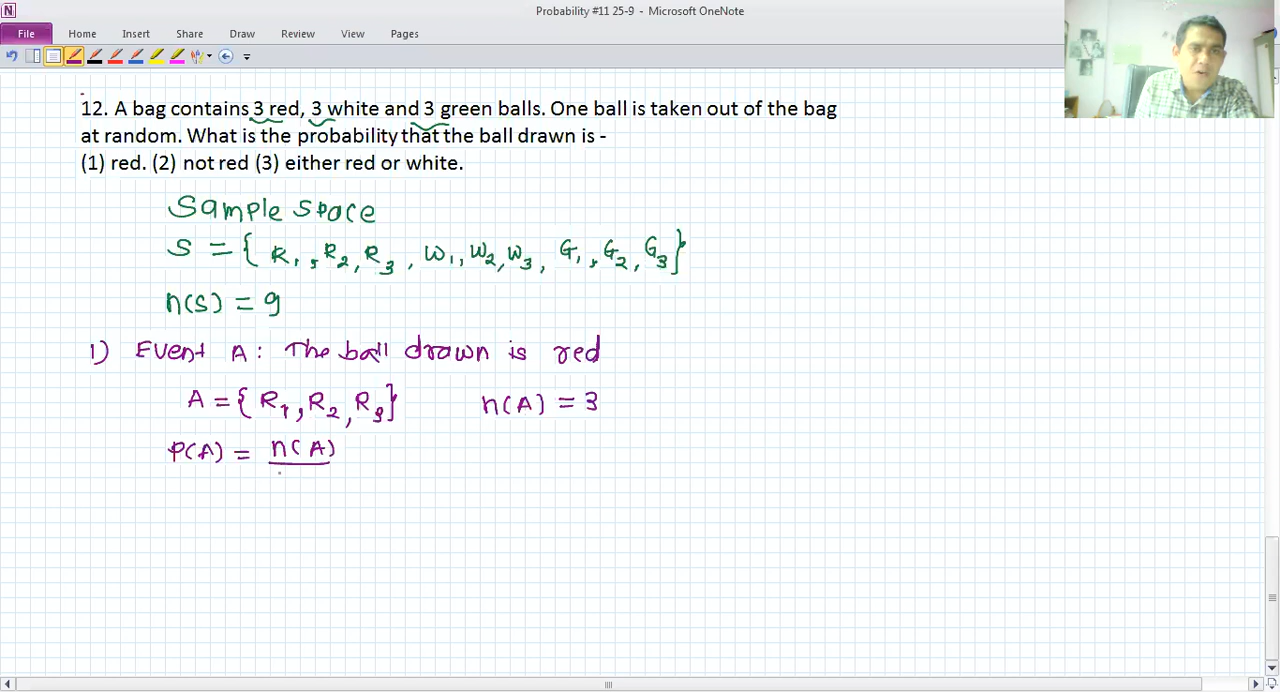 Probability #11 25-9 - Microsoft OneNote
File Home Insert Share Draw Review View Pages
12. A bag contains 3 red, 3 white and 3 green balls. One ball is taken out of the bag
at random. What is the probability that the ball drawn is -
(1) red. (2) not red (3) either red or white.
Sample space
S = { R1, R2, R3, W1, W2, W3, G1, G2, G3}
n(S) = 9
1) Event A: The ball drawn is red
A = { R1, R2, R3} n(A) = 3
P(A) = n(A)